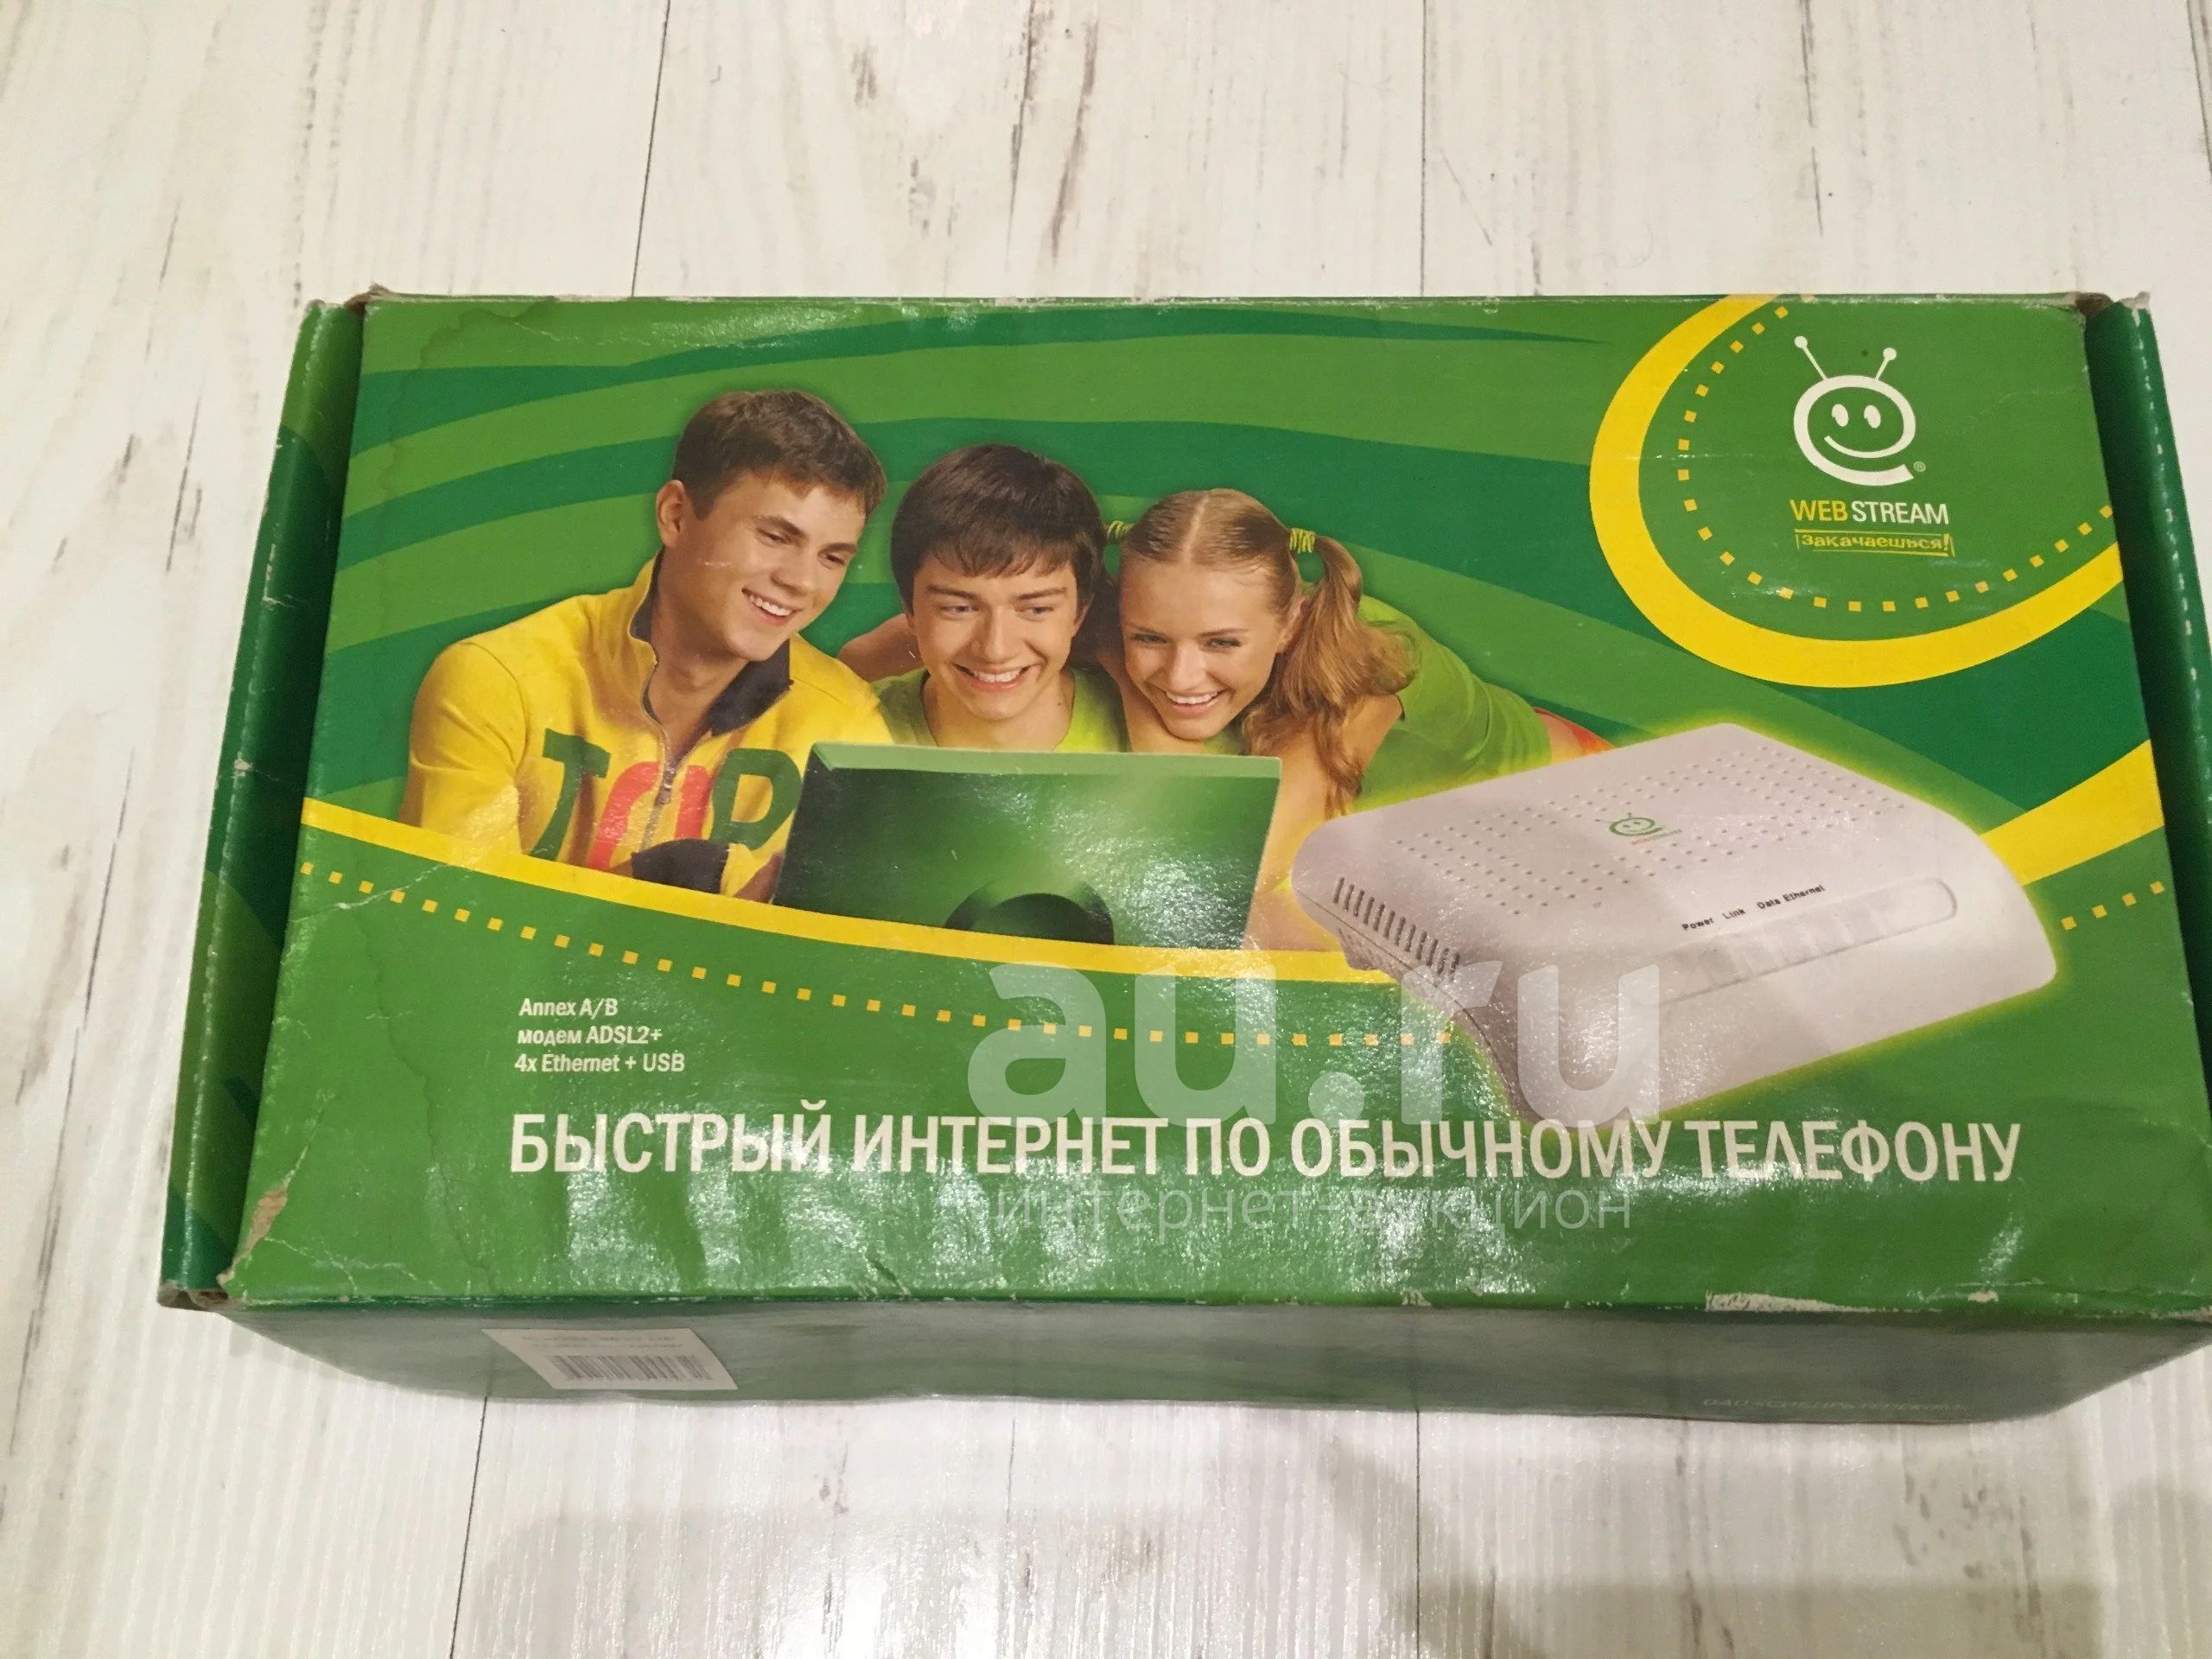 WEB STREAM
закачаешься!
TOP
Power Link Data Ethernet
Annex A/B
модем ADSL2+
4x Ethernet + USB
au.ru
БЫСТРЫЙ ИНТЕРНЕТ ПО ОБЫЧНОМУ ТЕЛЕФОНУ
интернет-аукцион